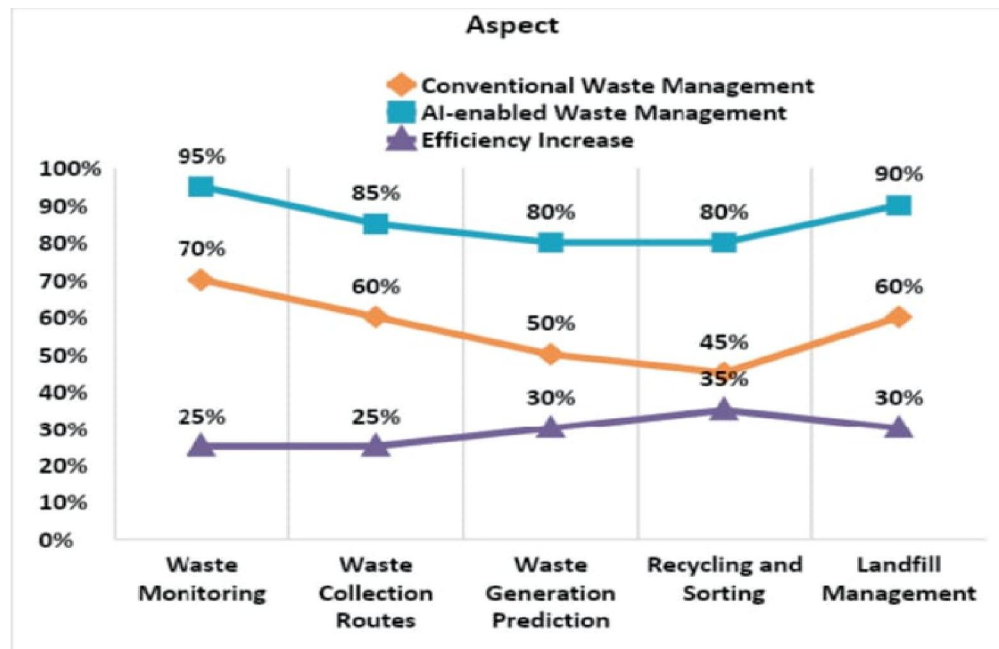 Aspect
Conventional Waste Management
AI-enabled Waste Management
Efficiency Increase
100%
90%
80%
70%
60%
50%
40%
30%
20%
10%
0%
95%
85%
80%
80%
90%
70%
60%
50%
45%
60%
25%
25%
30%
35%
30%
Waste
Monitoring
Waste
Collection
Routes
Waste
Generation
Prediction
Recycling and
Sorting
Landfill
Management